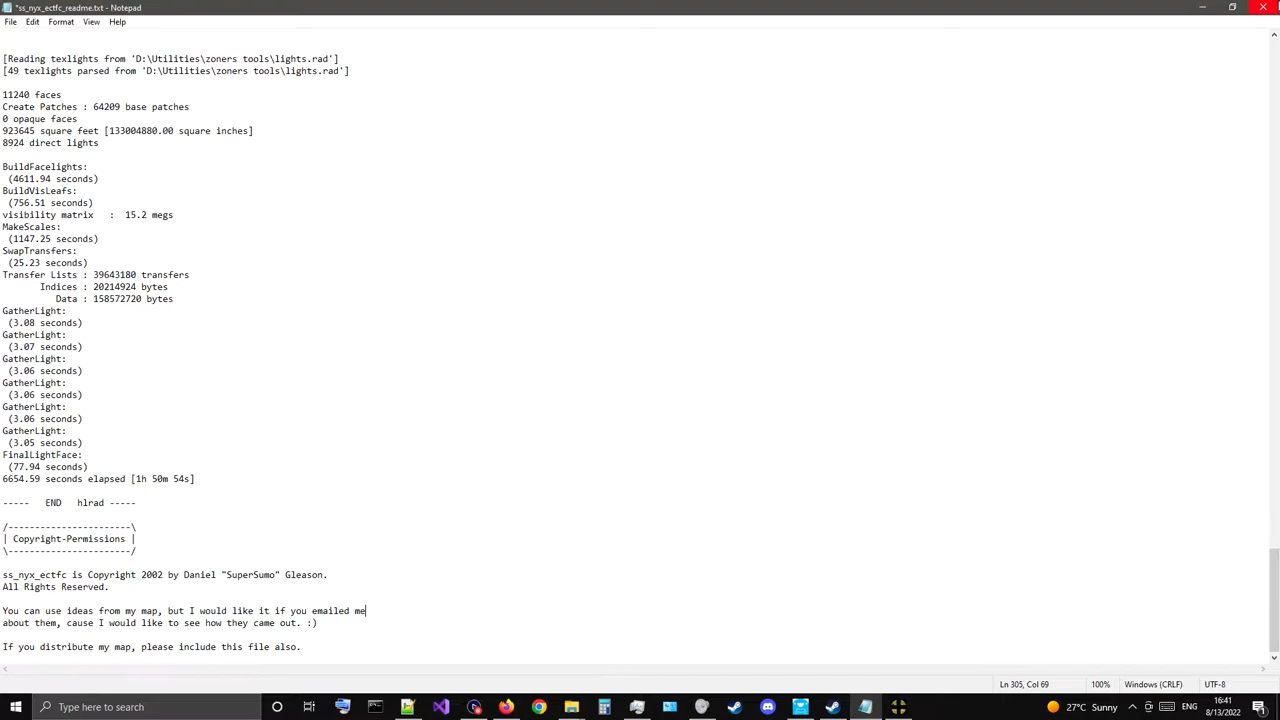 *ss_nyx_ectfc_readme.txt - Notepad
File Edit Format View Help
[Reading texlights from 'D:\Utilities\zoners tools\lights.rad']
[49 texlights parsed from 'D:\Utilities\zoners tools\lights.rad']
11240 faces
Create Patches : 64209 base patches
0 opaque faces
923645 square feet [133004880.00 square inches]
8924 direct lights
BuildFacelights:
(4611.94 seconds)
BuildVisLeafs:
(756.51 seconds)
visibility matrix   :  15.2 megs
MakeScales:
(1147.25 seconds)
SwapTransfers:
(25.23 seconds)
Transfer Lists : 39643180 transfers
Indices : 20214924 bytes
Data : 158572720 bytes
GatherLight:
(3.08 seconds)
GatherLight:
(3.07 seconds)
GatherLight:
(3.06 seconds)
GatherLight:
(3.06 seconds)
GatherLight:
(3.06 seconds)
GatherLight:
(3.05 seconds)
FinalLightFace:
(77.94 seconds)
6654.59 seconds elapsed [1h 50m 54s]
-----   END   hlrad -----
/-----------------------\
| Copyright-Permissions |
\-----------------------/
ss_nyx_ectfc is Copyright 2002 by Daniel "SuperSumo" Gleason.
All Rights Reserved.
You can use ideas from my map, but I would like it if you emailed me
about them, cause I would like to see how they came out. :)
If you distribute my map, please include this file also.
Ln 305, Col 69 100% Windows (CRLF) UTF-8
Type here to search 27°C Sunny ENG 16:41
8/13/2022